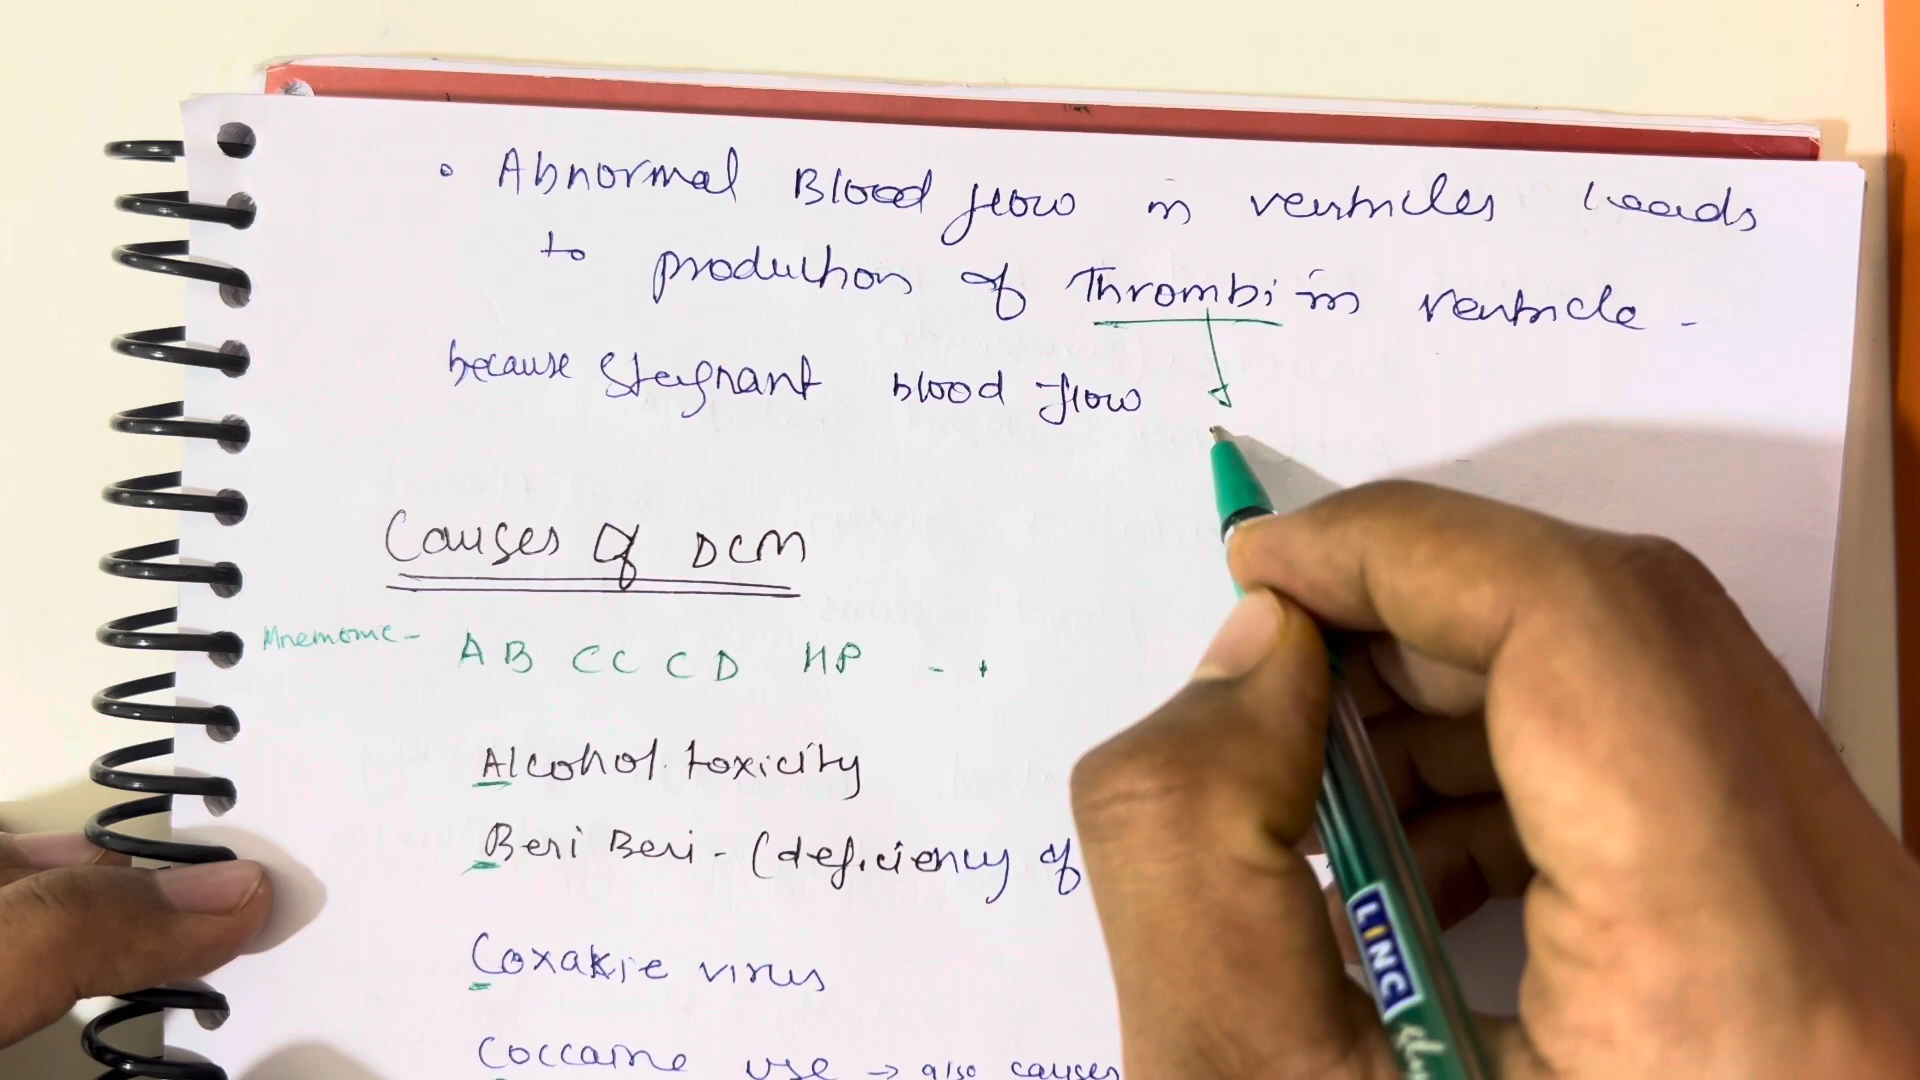 • Abnormal Blood flow in ventricles leads
to production of Thrombi in ventricle -
because stagnant blood flow
Causes of DCM
Mnemonic - A B C C C D H P - .
Alcohol toxicity
Beri Beri - (deficiency of
Coxakie virus
Coccaine use → also causes
LINC